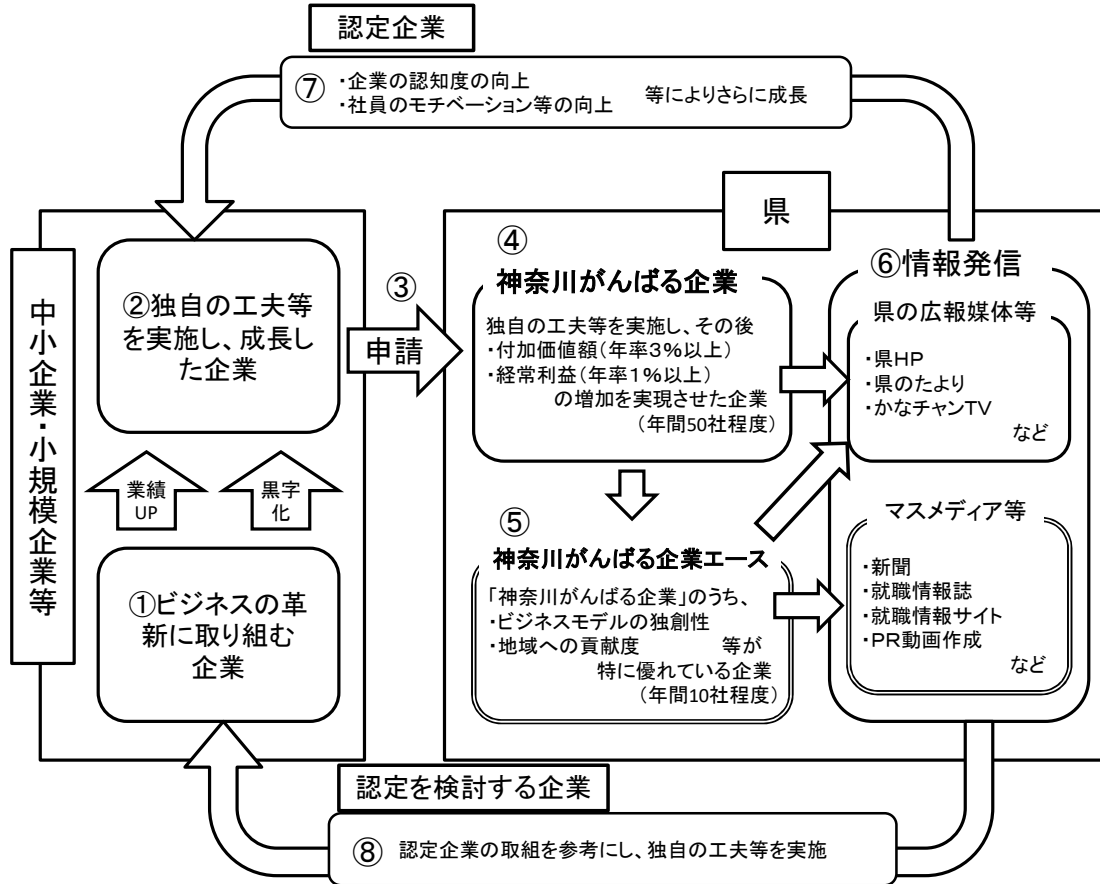 認定企業
⑦ ・企業の認知度の向上
・社員のモチベーション等の向上 等によりさらに成長
中小企業・小規模企業等
②独自の工夫等
を実施し、成長し
た企業
業績
UP
黒字
化
①ビジネスの革
新に取り組む
企業
③
申請
県
④
神奈川がんばる企業
独自の工夫等を実施し、その後
・付加価値額(年率3%以上)
・経常利益(年率1%以上)
の増加を実現させた企業
(年間50社程度)
⑤
神奈川がんばる企業エース
「神奈川がんばる企業」のうち、
・ビジネスモデルの独創性
・地域への貢献度 等が
特に優れている企業
(年間10社程度)
⑥情報発信
県の広報媒体等
・県HP
・県のたより
・かなチャンTV
など
マスメディア等
・新聞
・就職情報誌
・就職情報サイト
・PR動画作成
など
認定を検討する企業
⑧ 認定企業の取組を参考にし、独自の工夫等を実施